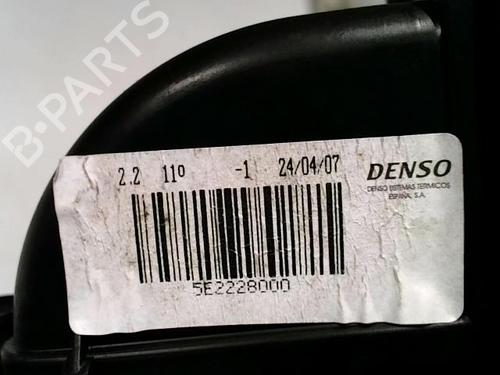 B-PARTS
2.2 11º -1 24/04/07
DENSO
DENSO SISTEMAS TERMICOS
ESPAÑA, S.A.
5E2228000